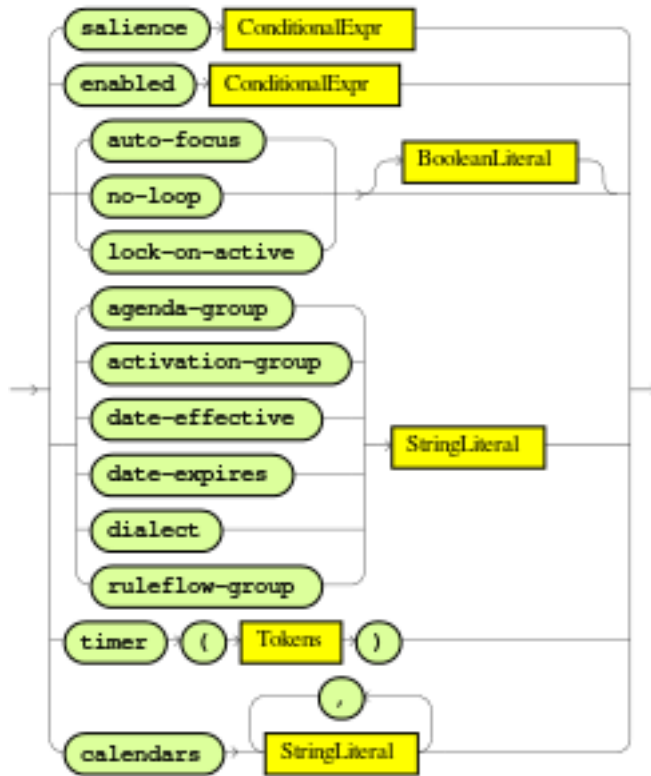 salience ConditionalExpr
enabled ConditionalExpr
auto-focus
BooleanLiteral
no-loop
lock-on-active
agenda-group
activation-group
date-effective
StringLiteral
date-expires
dialect
ruleflow-group
timer ( Tokens )
,
calendars StringLiteral